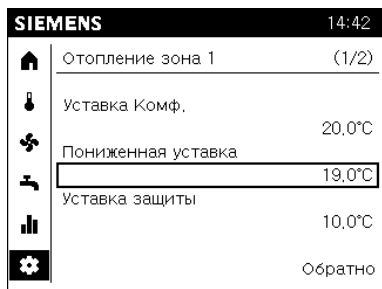 SIEMENS 14:42
Отопление зона 1 (1/2)
Уставка Комф.
20,0°C
Пониженная уставка
19,0°C
Уставка защиты
10,0°C
Обратно